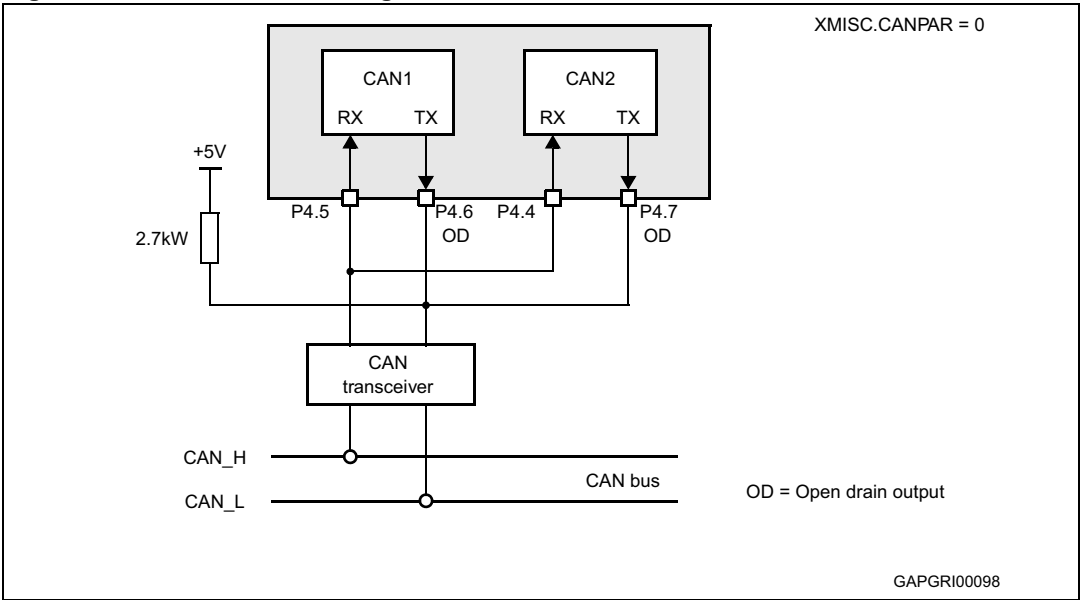 XMISC.CANPAR = 0
CAN1
CAN2
RX TX
RX TX
+5V
P4.5
P4.6
OD
P4.4
P4.7
OD
2.7kW
CAN
transceiver
CAN_H
CAN bus
CAN_L
OD = Open drain output
GAPGRI00098